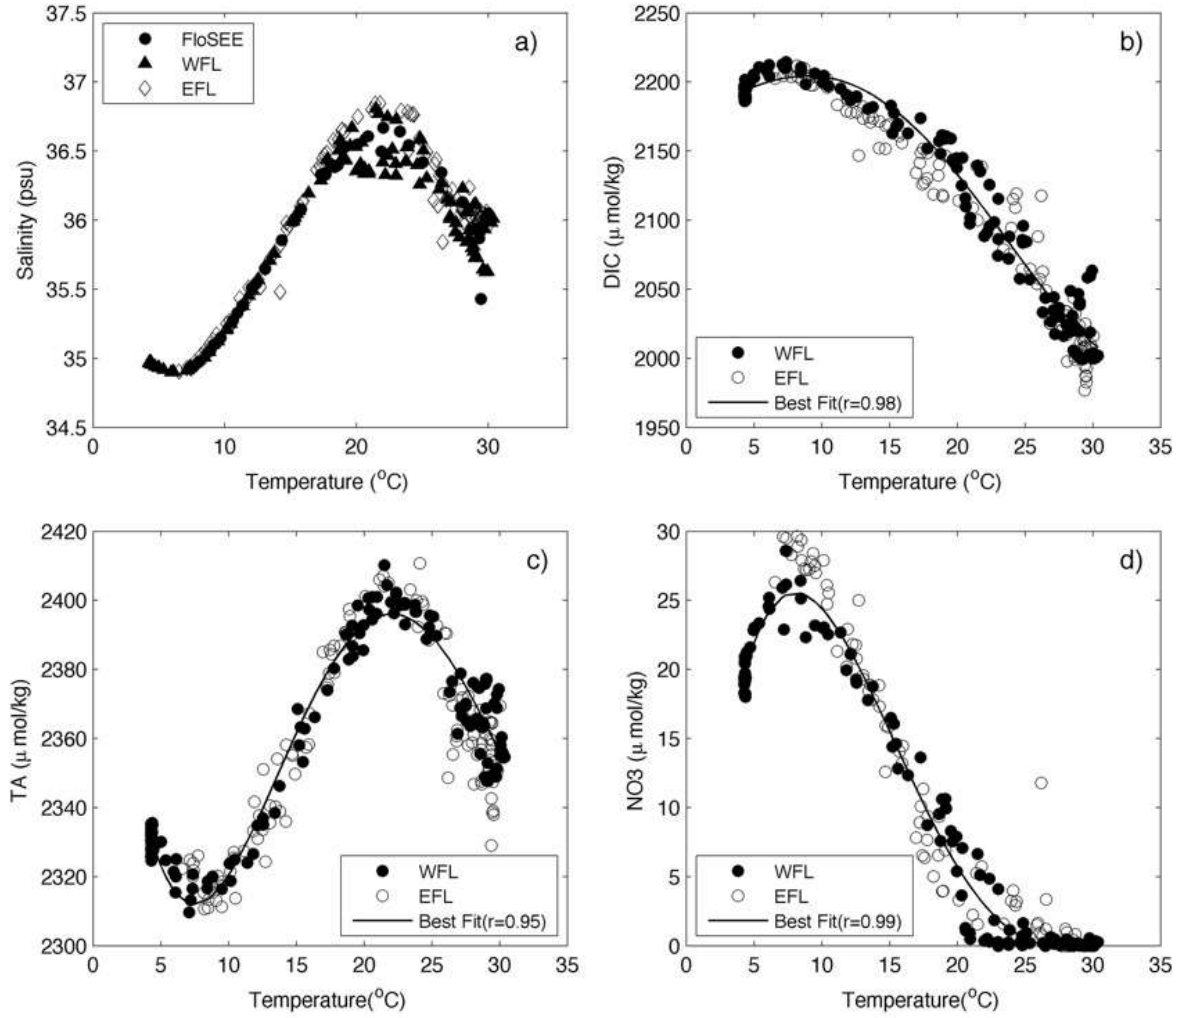 a)
37.5
37
36.5
36
35.5
35
34.5
Salinity (psu)
FloSEE
WFL
EFL
0
10
20
30
Temperature (°C)
b)
2250
2200
2150
2100
2050
2000
1950
DIC (μ mol/kg)
WFL
EFL
Best Fit(r=0.98)
0
5
10
15
20
25
30
35
Temperature (°C)
c)
2420
2400
2380
2360
2340
2320
2300
TA (μ mol/kg)
WFL
EFL
Best Fit(r=0.95)
0
5
10
15
20
25
30
35
Temperature(°C)
d)
30
25
20
15
10
5
0
NO3 (μ mol/kg)
WFL
EFL
Best Fit(r=0.99)
0
5
10
15
20
25
30
35
Temperature(°C)